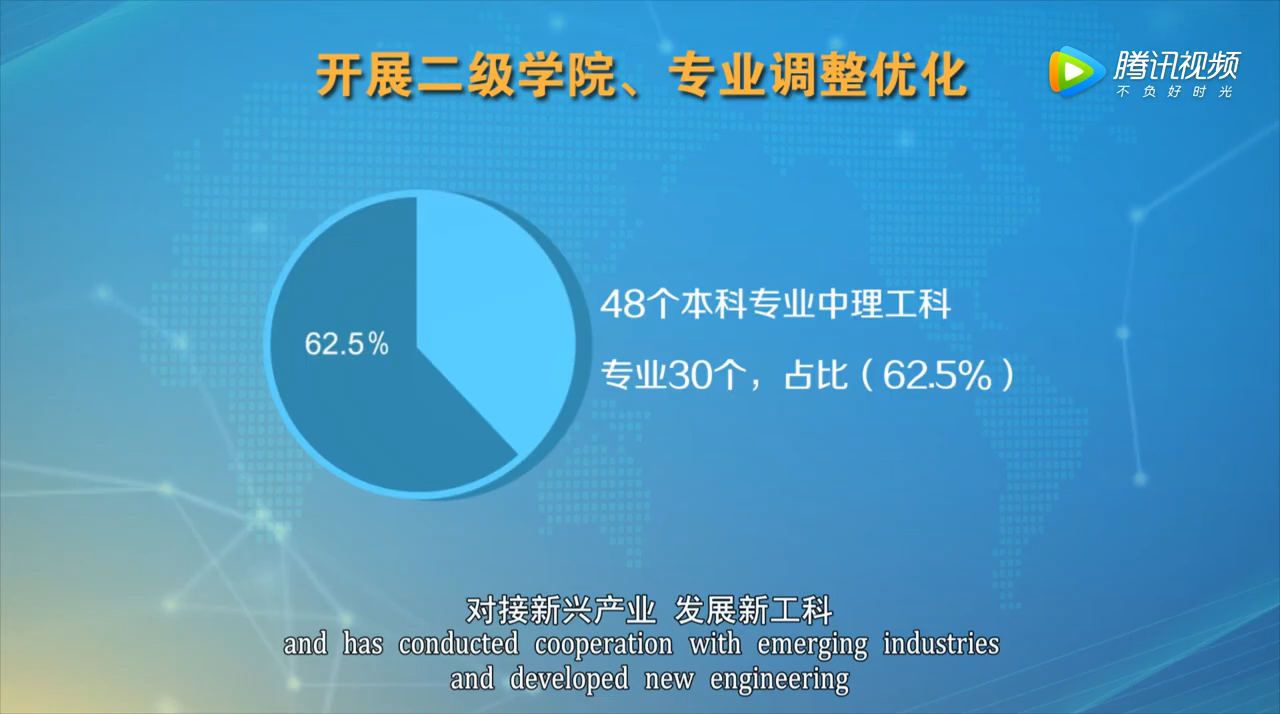 开展二级学院、专业调整优化
腾讯视频
不负好时光
62.5%
48个本科专业中理工科
专业30个，占比（62.5%）
对接新兴产业 发展新工科
and has conducted cooperation with emerging industries
and developed new engineering